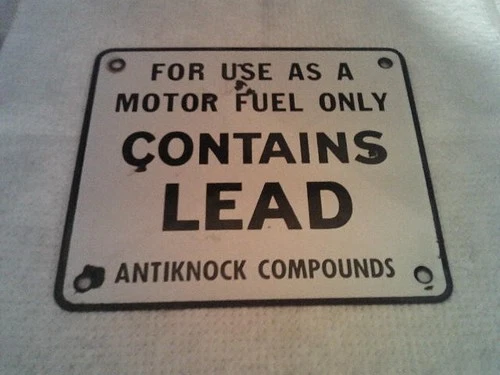 FOR USE AS A
MOTOR FUEL ONLY
CONTAINS
LEAD
ANTIKNOCK COMPOUNDS